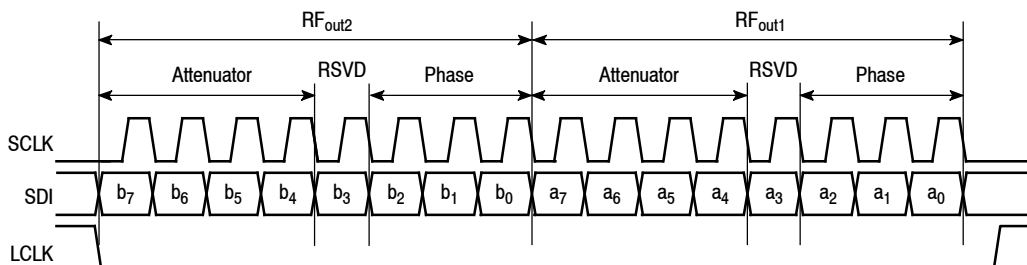 RFout2 RFout1
Attenuator RSVD Phase Attenuator RSVD Phase
SCLK
SDI b7 b6 b5 b4 b3 b2 b1 b0 a7 a6 a5 a4 a3 a2 a1 a0
LCLK